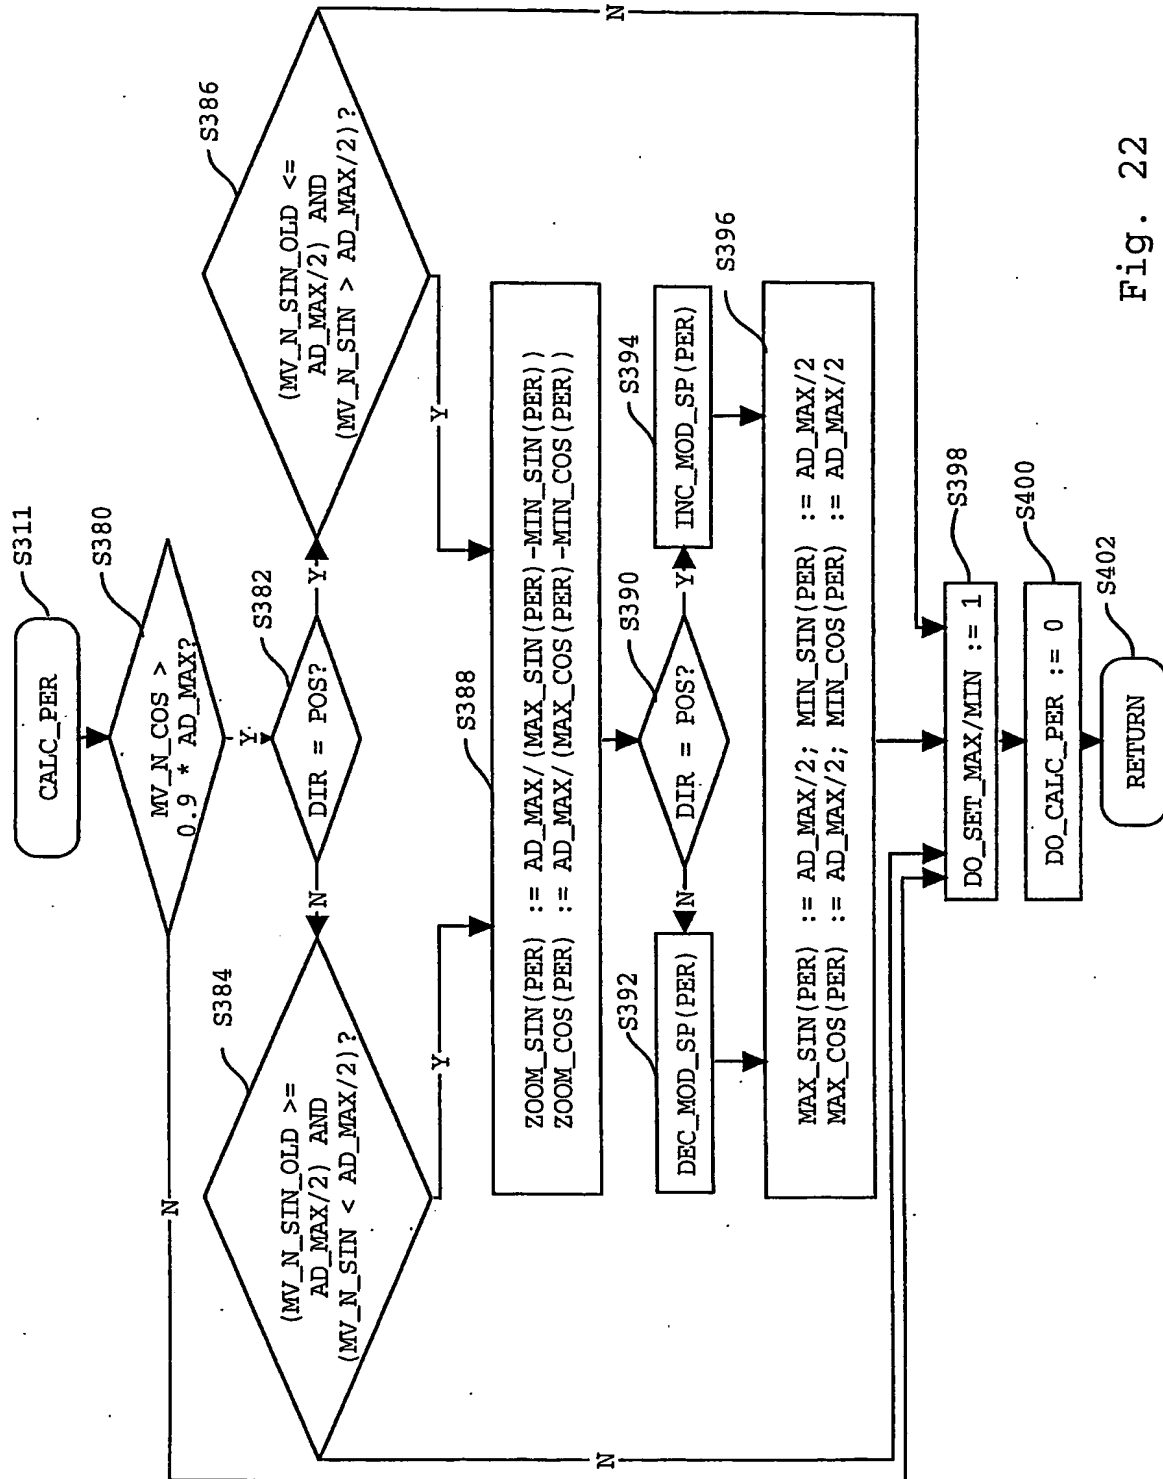 CALC_PER
S311
MV_N_COS >
0.9 * AD_MAX?
S380
N
Y
DIR = POS?
S382
N
Y
(MV_N_SIN_OLD >=
AD_MAX/2) AND
(MV_N_SIN < AD_MAX/2)?
S384
(MV_N_SIN_OLD <=
AD_MAX/2) AND
(MV_N_SIN > AD_MAX/2)?
S386
Y
Y
N
N
S388
ZOOM_SIN(PER) := AD_MAX/(MAX_SIN(PER)-MIN_SIN(PER))
ZOOM_COS(PER) := AD_MAX/(MAX_COS(PER)-MIN_COS(PER))
DIR = POS?
S390
N
Y
DEC_MOD_SP(PER)
S392
INC_MOD_SP(PER)
S394
S396
MAX_SIN(PER) := AD_MAX/2; MIN_SIN(PER) := AD_MAX/2
MAX_COS(PER) := AD_MAX/2; MIN_COS(PER) := AD_MAX/2
DO_SET_MAX/MIN := 1
S398
DO_CALC_PER := 0
S400
RETURN
S402
Fig. 22